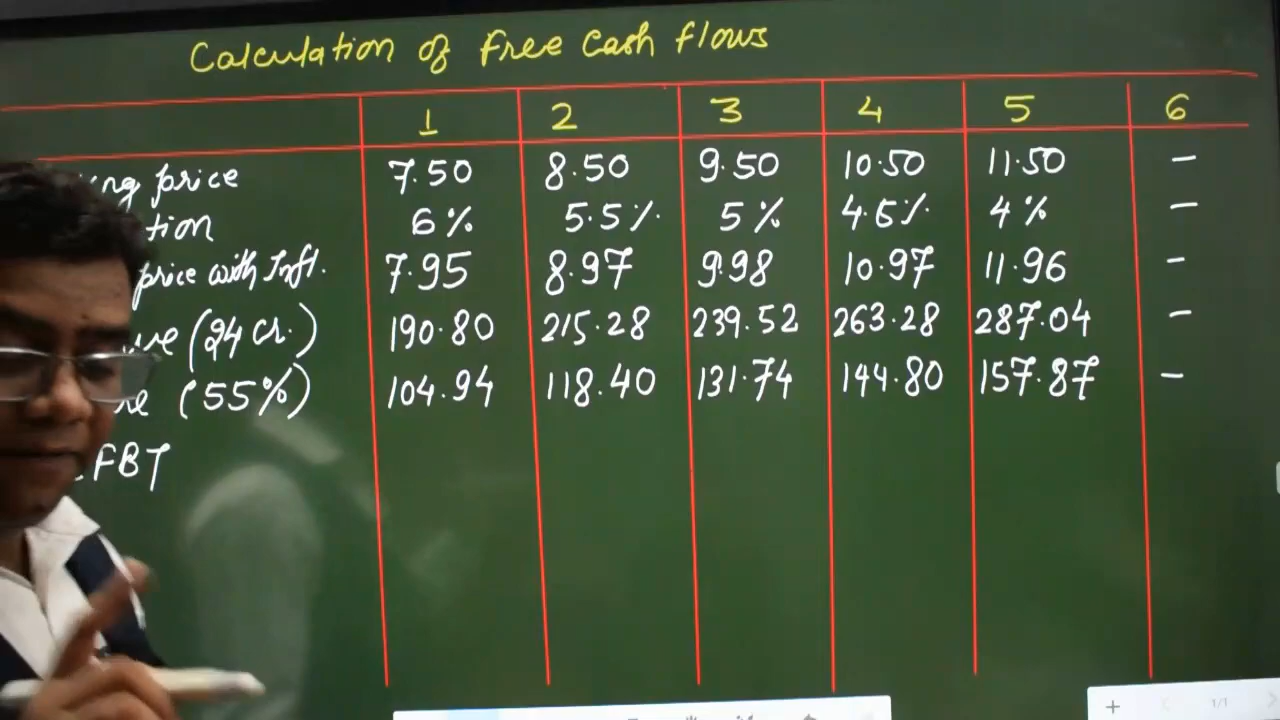 Calculation of Free Cash Flows
1 2 3 4 5 6
price 7.50 8.50 9.50 10.50 11.50 -
tion 6% 5.5% 5% 4.5% 4% -
price with Infl. 7.95 8.97 9.98 10.97 11.96 -
(24 cr.) 190.80 215.28 239.52 263.28 287.04 -
(55%) 104.94 118.40 131.74 144.80 157.87 -
FBT
1/1